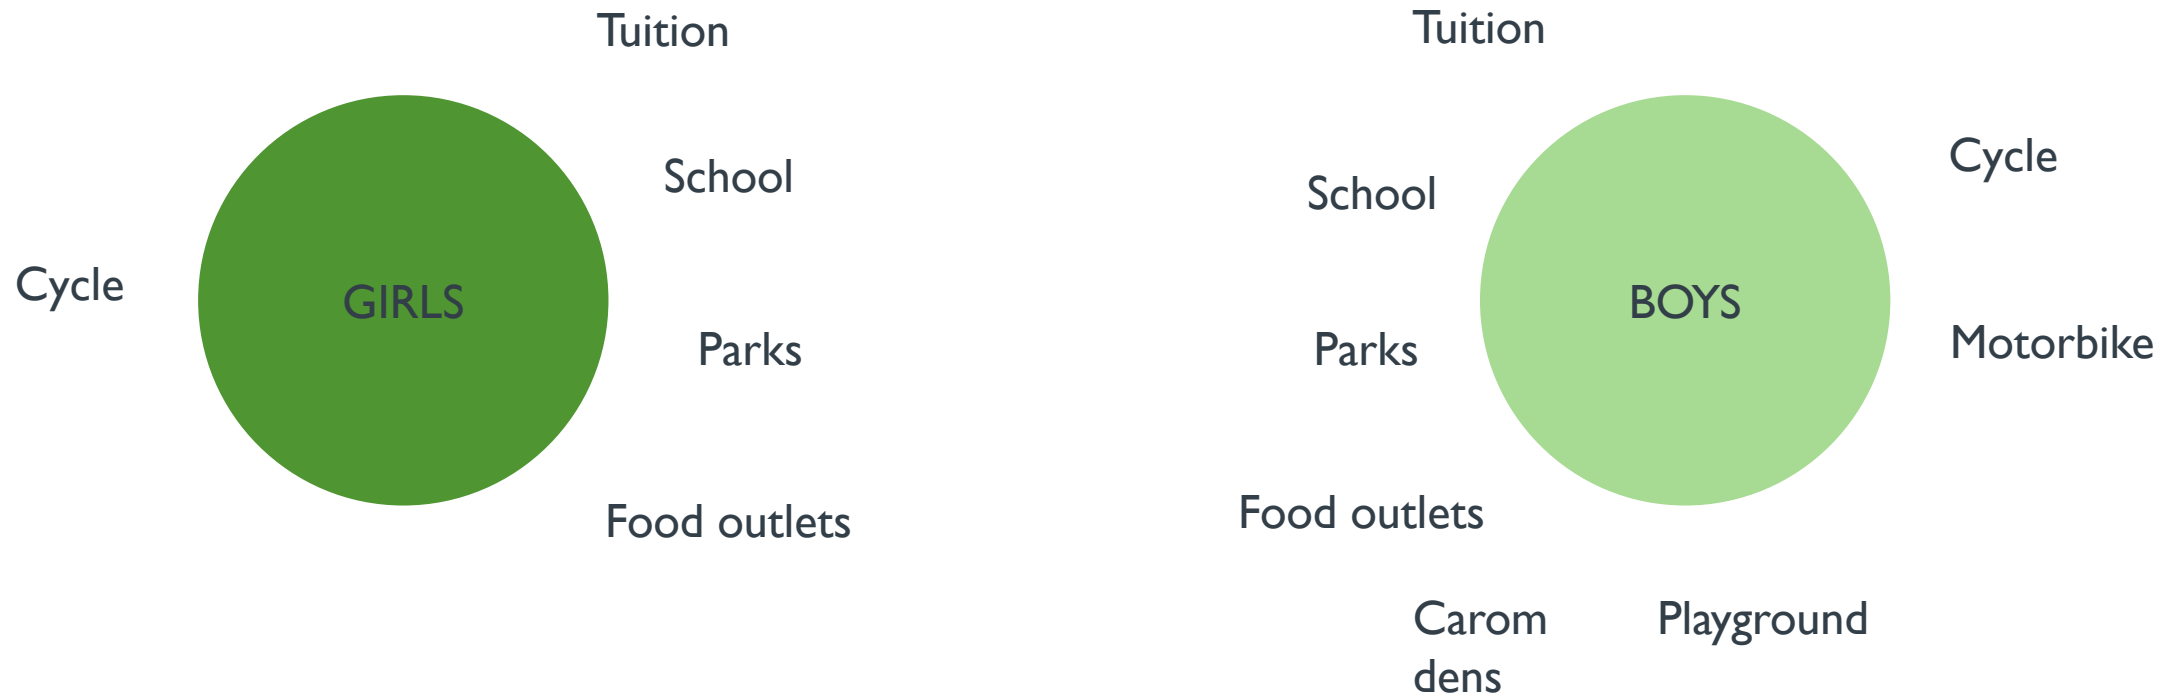 Tuition
School
Cycle
GIRLS
Parks
Food outlets
Tuition
Cycle
School
BOYS
Motorbike
Parks
Food outlets
Carom
dens
Playground